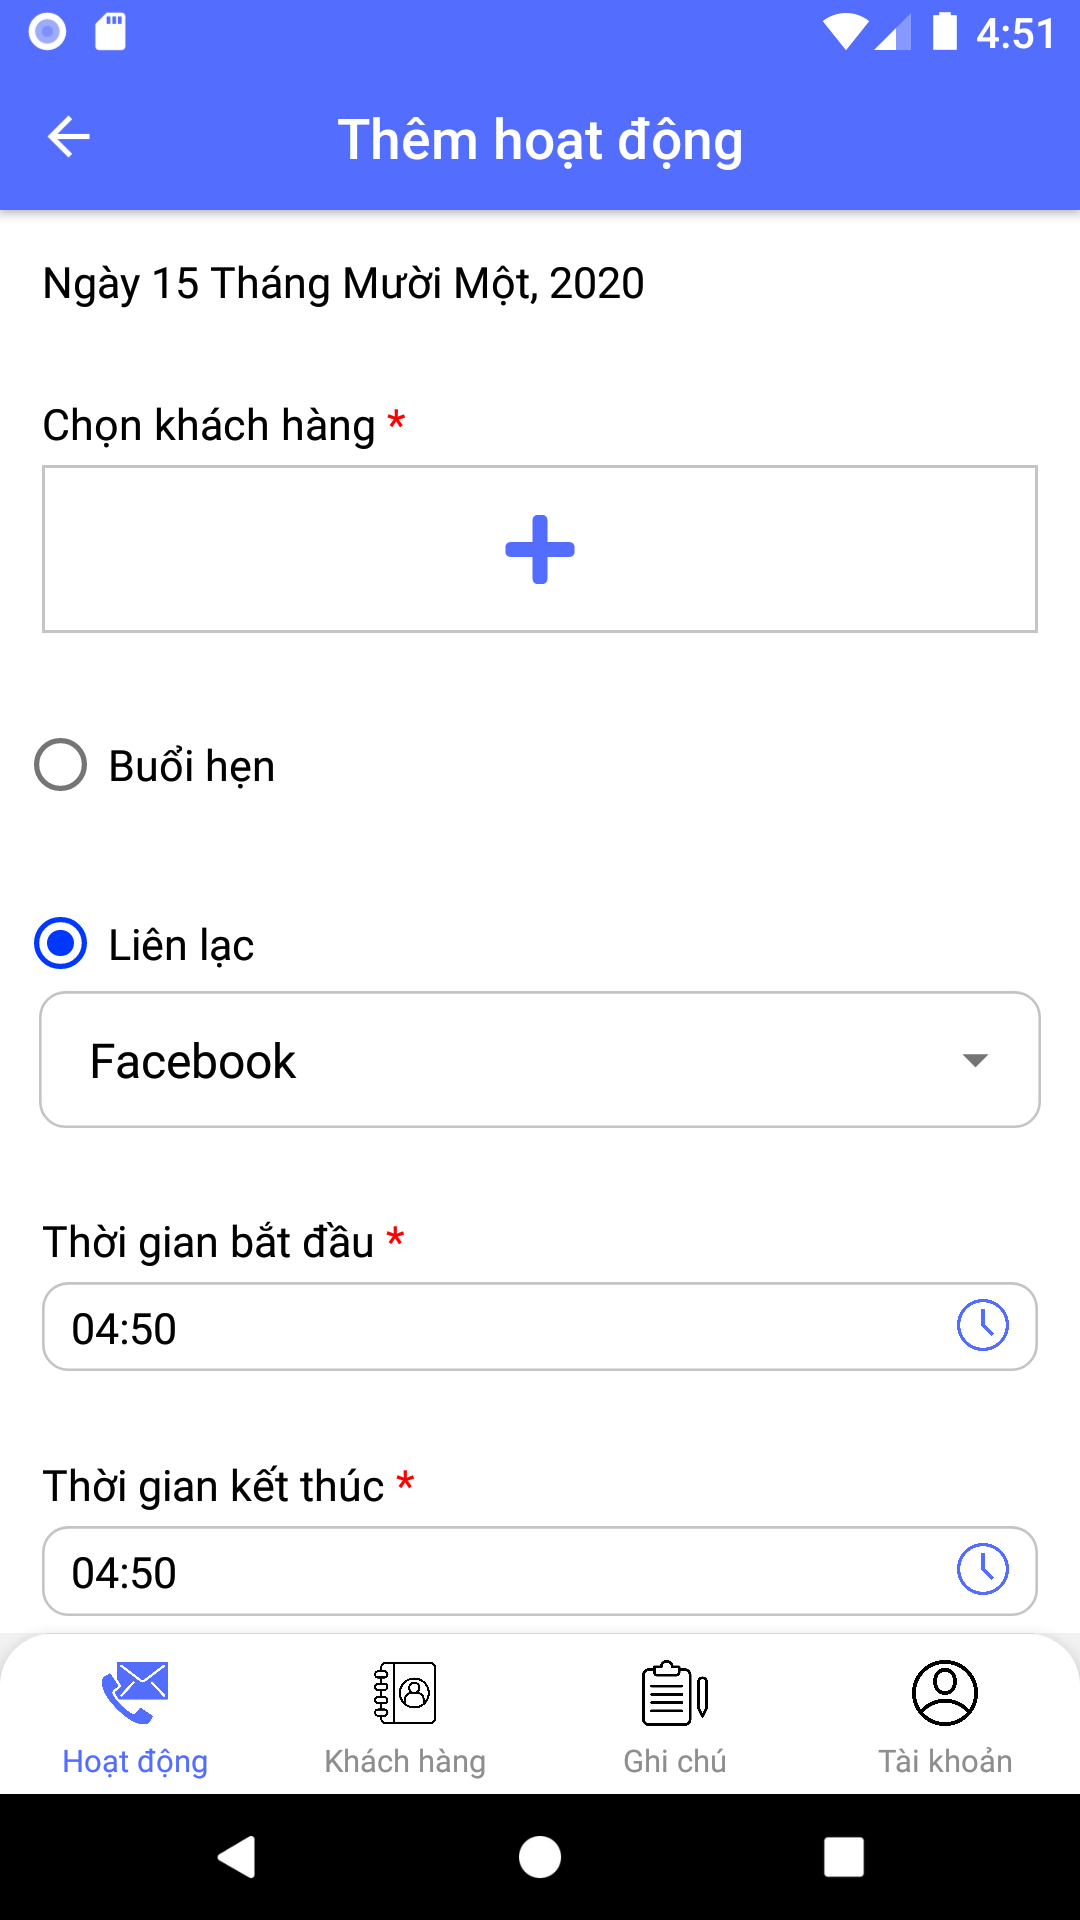 4:51
Thêm hoạt động
Ngày 15 Tháng Mười Một, 2020
Chọn khách hàng *
Buổi hẹn
Liên lạc
Facebook
Thời gian bắt đầu *
04:50
Thời gian kết thúc *
04:50
Hoạt động
Khách hàng
Ghi chú
Tài khoản